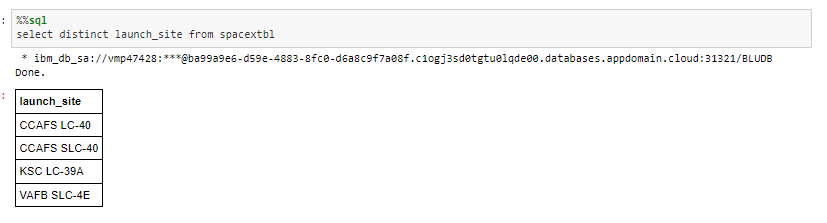 :
%%sql
select distinct launch_site from spacextbl
* ibm_db_sa://vmp47428:***@ba99a9e6-d59e-4883-8fc0-d6a8c9f7a08f.c1ogj3sd0tgtu0lqde00.databases.appdomain.cloud:31321/BLUDB
Done.
:
launch_site
CCAFS LC-40
CCAFS SLC-40
KSC LC-39A
VAFB SLC-4E